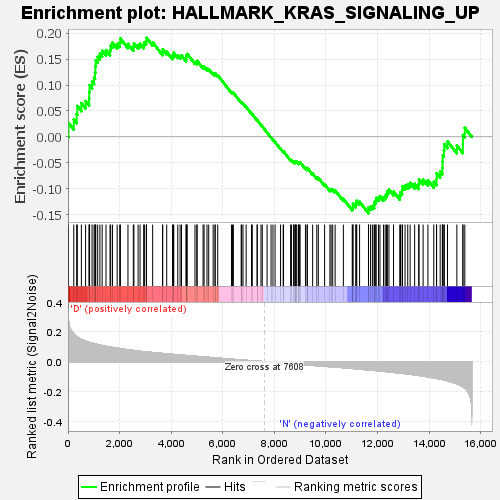 Enrichment plot: HALLMARK_KRAS_SIGNALING_UP
Enrichment score (ES)
0.20
0.15
0.10
0.05
0.00
-0.05
-0.10
-0.15
'D' (positively correlated)
Ranked list metric (Signal2Noise)
0.4
0.2
0.0
-0.2
-0.4
Zero cross at 7608
'N' (negatively correlated)
0
2,000
4,000
6,000
8,000
10,000
12,000
14,000
16,000
Rank in Ordered Dataset
Enrichment profile
Hits
Ranking metric scores